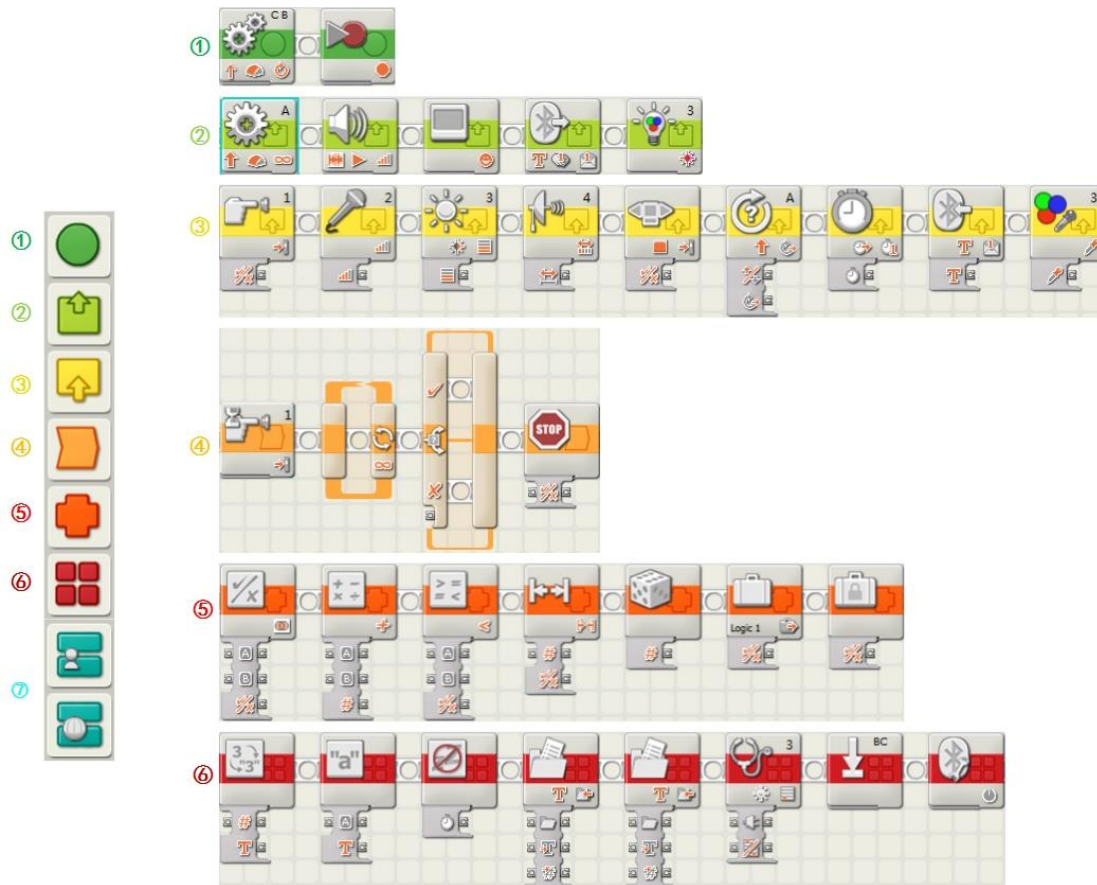 C B
①
A 3
②
1 2 3 4 A 3
③
①
②
③
④
⑤
⑥
⑦
1
STOP
④
Logic 1
⑤
A A A
B B B
#
#
#
3 "3" "a" 3 BC
⑥
T T
# A
T T T T